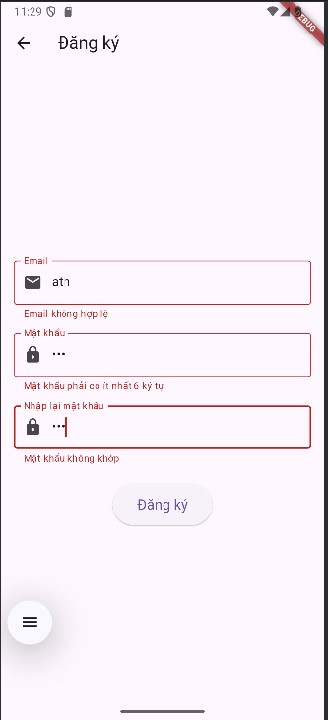 11:29
DEBUG
Đăng ký
Email
ath
Email không hợp lệ
Mật khẩu
•••
Mật khẩu phải có ít nhất 6 ký tự
Nhập lại mật khẩu
•••
Mật khẩu không khớp
Đăng ký